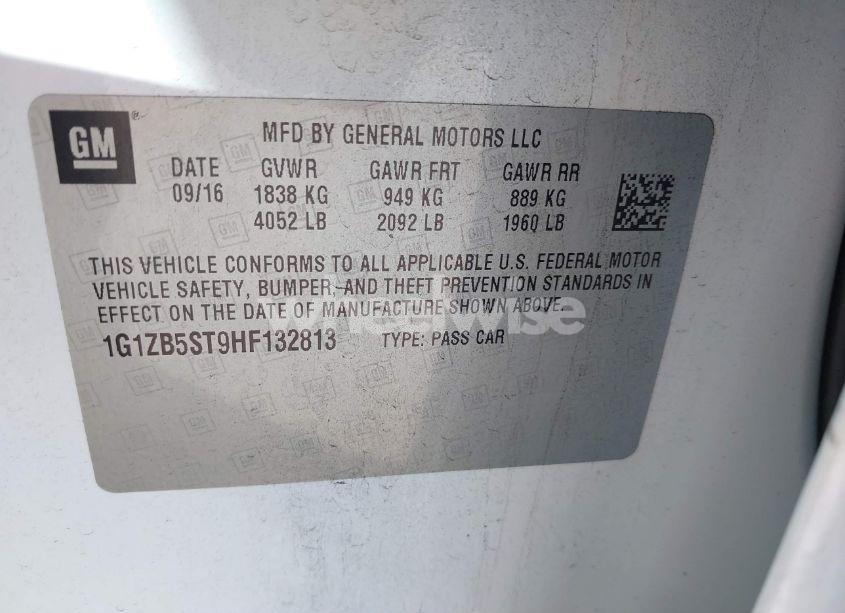 GM
MFD BY GENERAL MOTORS LLC
DATE GVWR GAWR FRT GAWR RR
09/16 1838 KG 949 KG 889 KG
4052 LB 2092 LB 1960 LB
THIS VEHICLE CONFORMS TO ALL APPLICABLE U.S. FEDERAL MOTOR
VEHICLE SAFETY, BUMPER, AND THEFT PREVENTION STANDARDS IN
EFFECT ON THE DATE OF MANUFACTURE SHOWN ABOVE.
1G1ZB5ST9HF132813 TYPE: PASS CAR